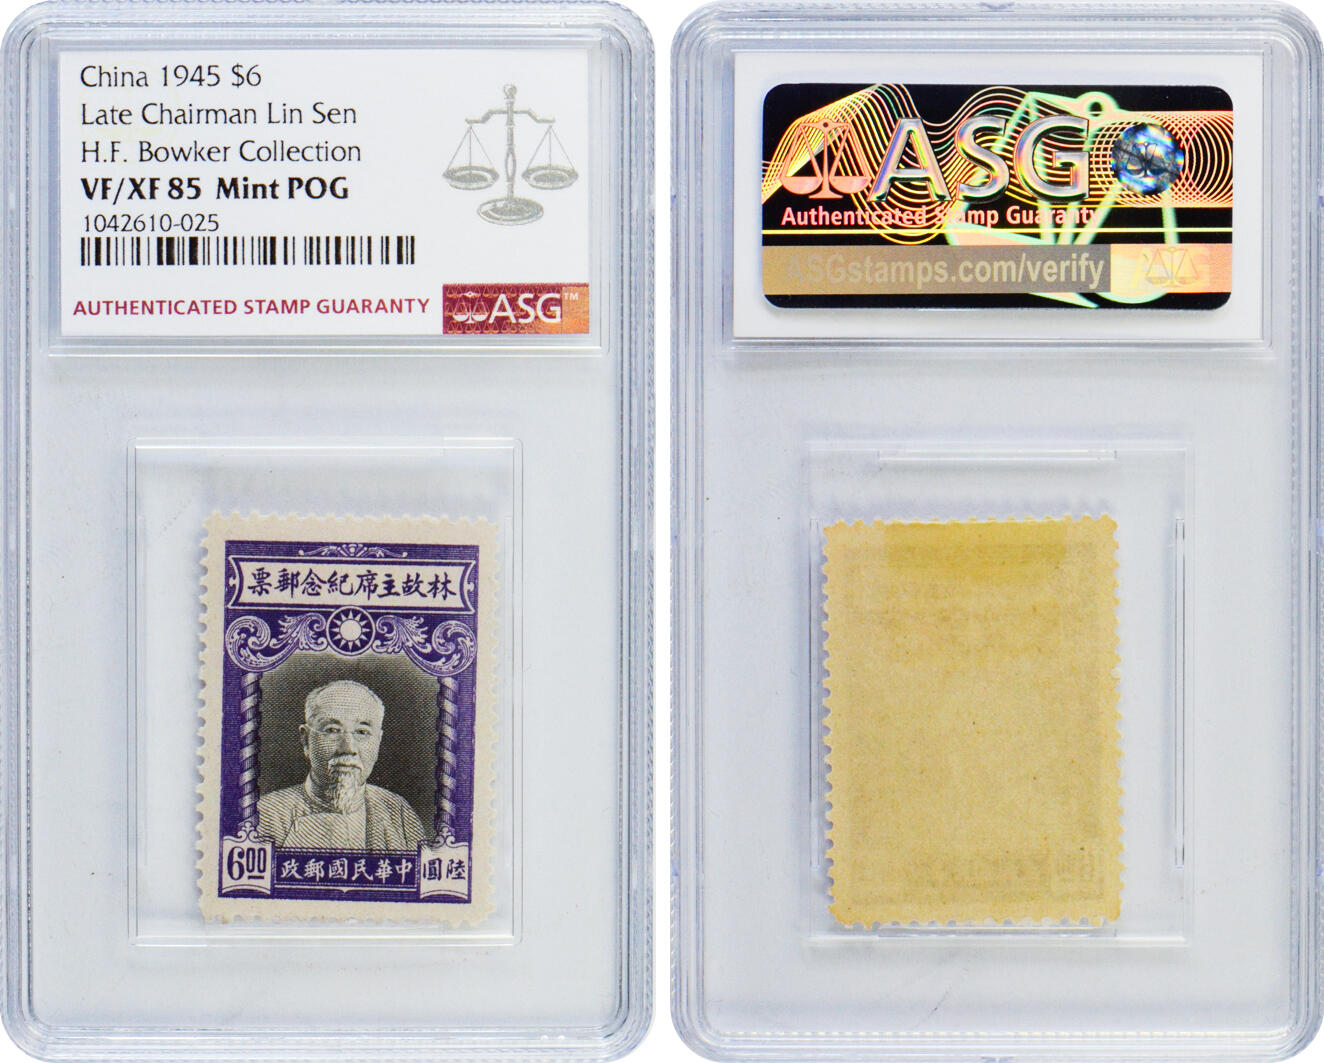 China 1945 $6
Late Chairman Lin Sen
H.F. Bowker Collection
VF/XF 85 Mint POG
1042610-025
AUTHENTICATED STAMP GUARANTY ASG™
票郵念紀席主故林
6.00
政郵國民華中
圓陸
ASG
Authenticated Stamp Guaranty
ASGstamps.com/verify